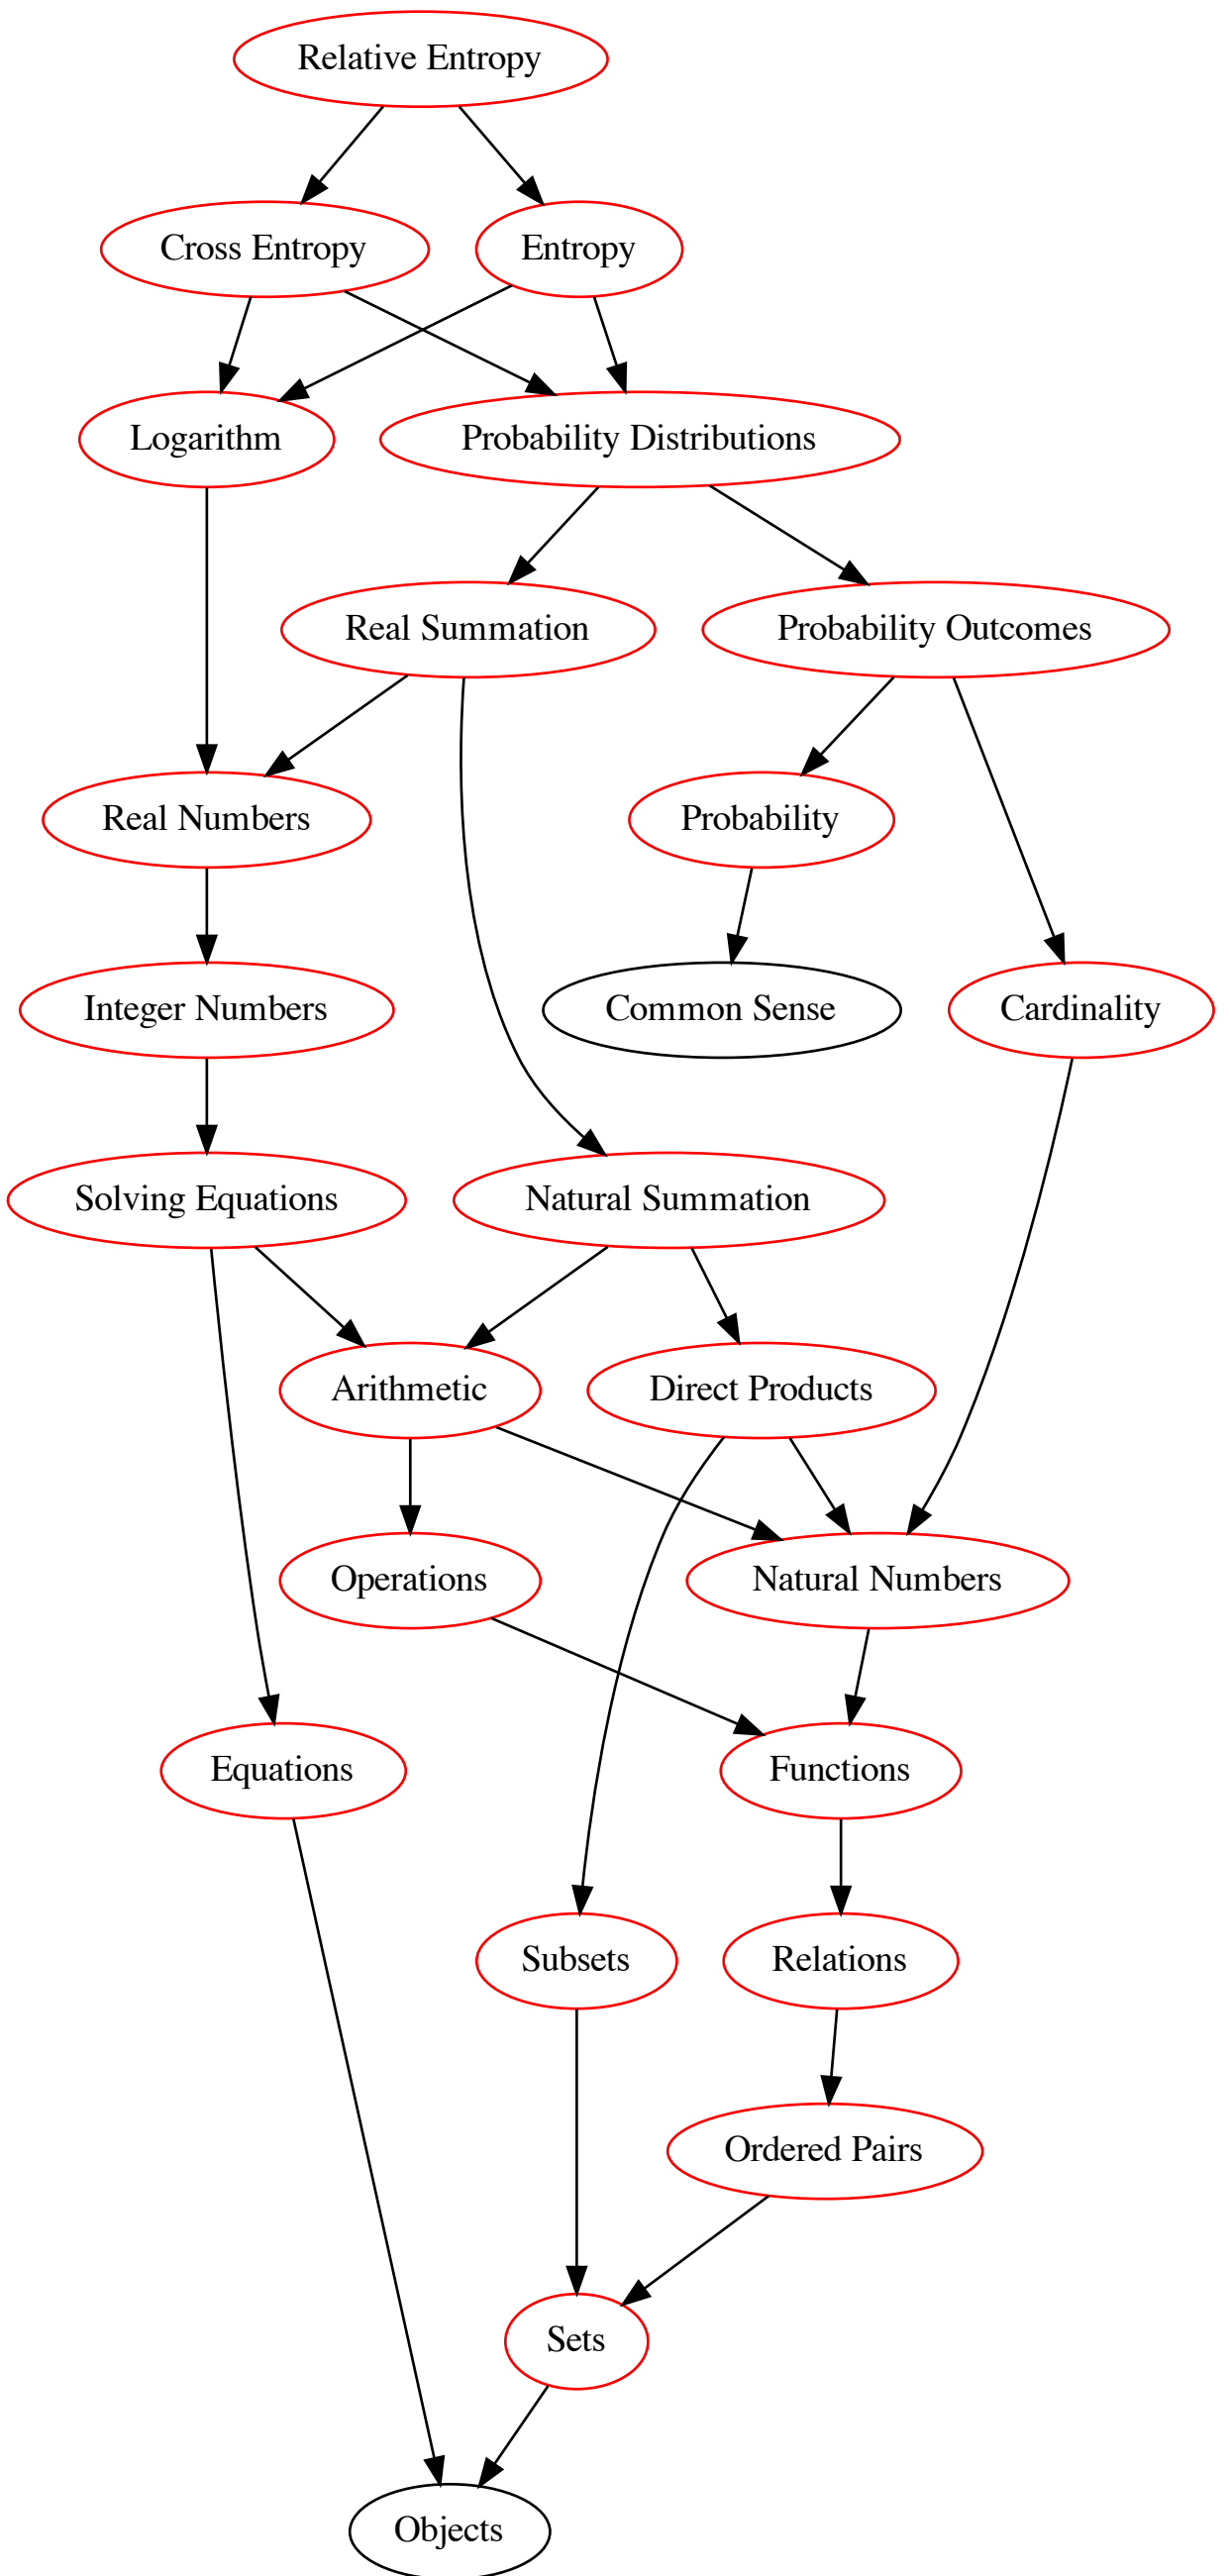 Relative Entropy
Cross Entropy
Entropy
Logarithm
Probability Distributions
Real Summation
Probability Outcomes
Real Numbers
Probability
Integer Numbers
Common Sense
Cardinality
Solving Equations
Natural Summation
Arithmetic
Direct Products
Operations
Natural Numbers
Equations
Functions
Subsets
Relations
Ordered Pairs
Sets
Objects